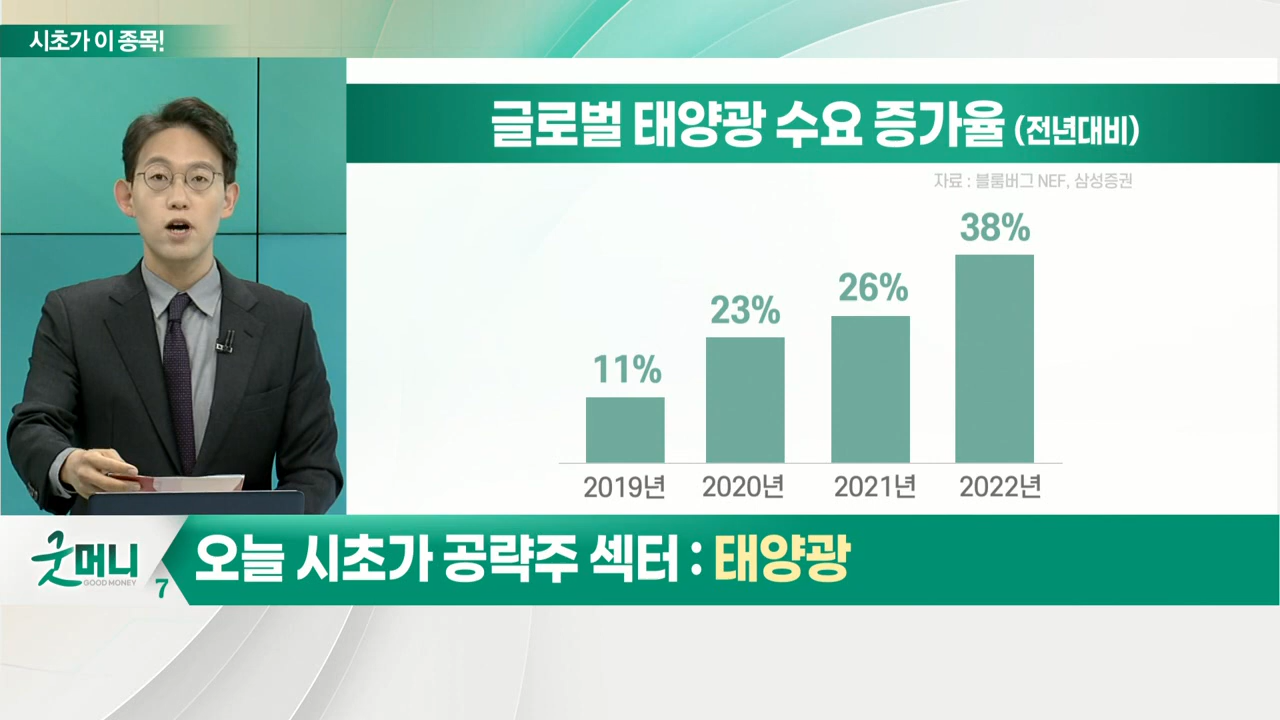 시초가 이 종목!
글로벌 태양광 수요 증가율 (전년대비)
자료 : 블룸버그 NEF, 삼성증권
38%
26%
23%
11%
2019년 2020년 2021년 2022년
굿머니
GOOD MONEY
7
오늘 시초가 공략주 섹터 : 태양광